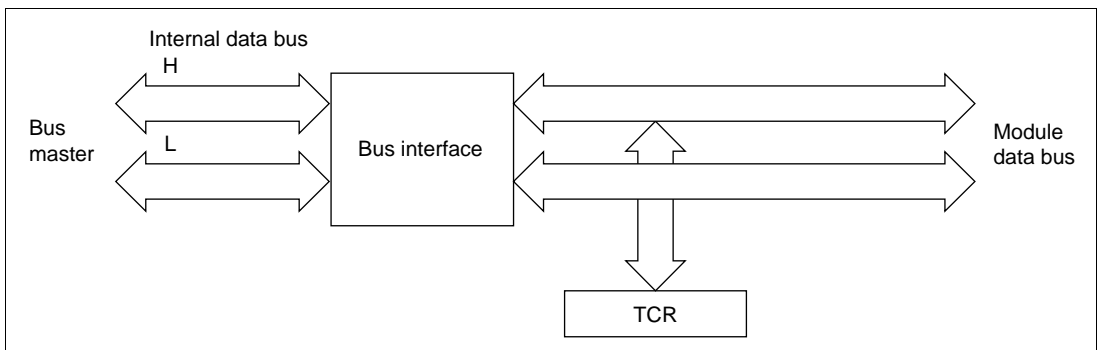 Internal data bus
H
Bus
master
L
Bus interface
Module
data bus
TCR